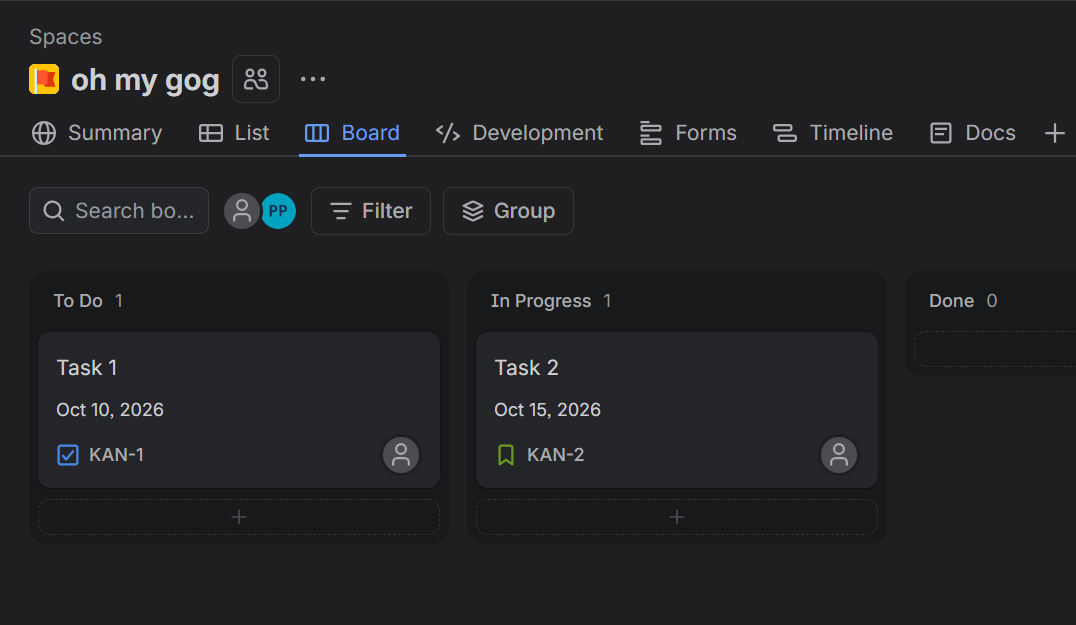 Spaces
oh my gog
Summary List Board Development Forms Timeline Docs
Search bo... PP Filter Group
To Do 1
Task 1
Oct 10, 2026
KAN-1
In Progress 1
Task 2
Oct 15, 2026
KAN-2
Done 0